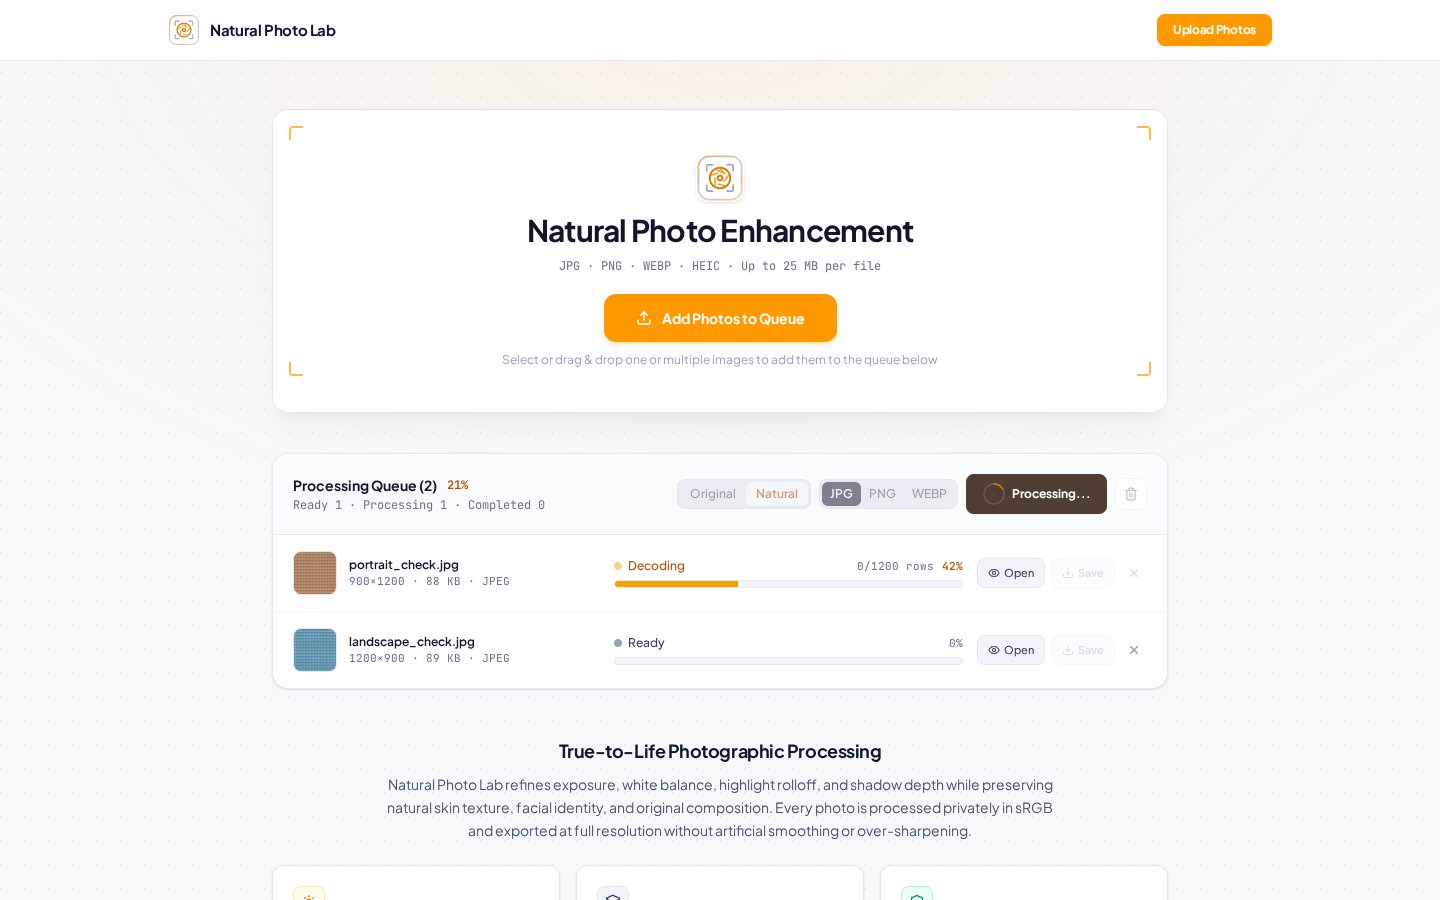 Natural Photo Lab
Upload Photos
Natural Photo Enhancement
JPG · PNG · WEBP · HEIC · Up to 25 MB per file
Add Photos to Queue
Select or drag & drop one or multiple images to add them to the queue below
Processing Queue (2) 21%
Ready 1 · Processing 1 · Completed 0
Original Natural JPG PNG WEBP Processing...
portrait_check.jpg
900×1200 · 88 KB · JPEG
Decoding 0/1200 rows 42%
Open Save
landscape_check.jpg
1200×900 · 89 KB · JPEG
Ready 0%
Open Save
True-to-Life Photographic Processing
Natural Photo Lab refines exposure, white balance, highlight rolloff, and shadow depth while preserving
natural skin texture, facial identity, and original composition. Every photo is processed privately in sRGB
and exported at full resolution without artificial smoothing or over-sharpening.